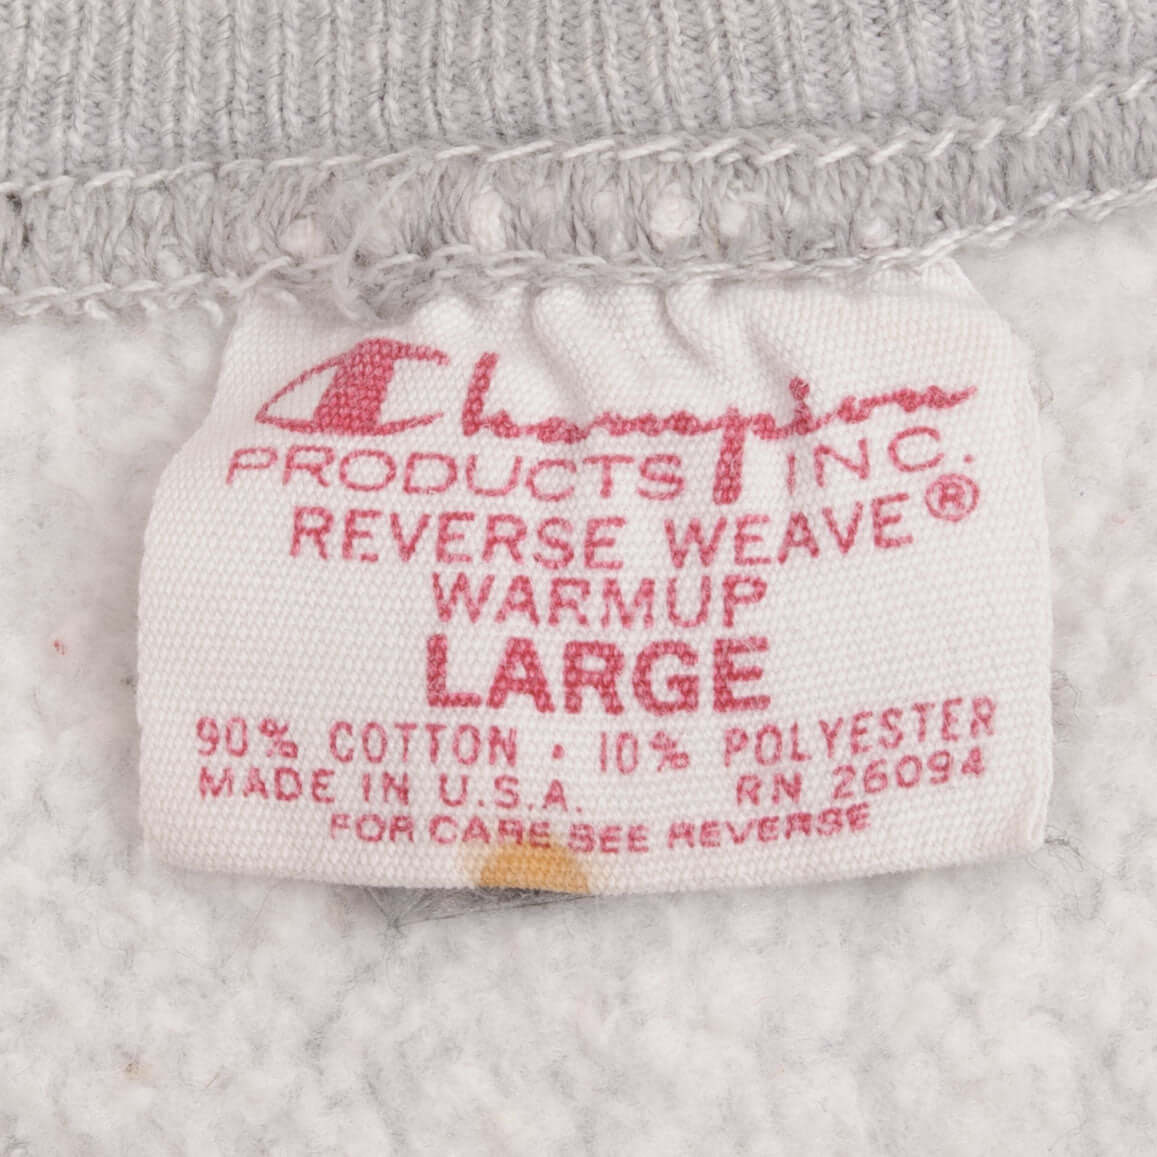 Champion
PRODUCTS INC.
REVERSE WEAVE®
WARMUP
LARGE
90% COTTON · 10% POLYESTER
MADE IN U.S.A. RN 26094
FOR CARE SEE REVERSE